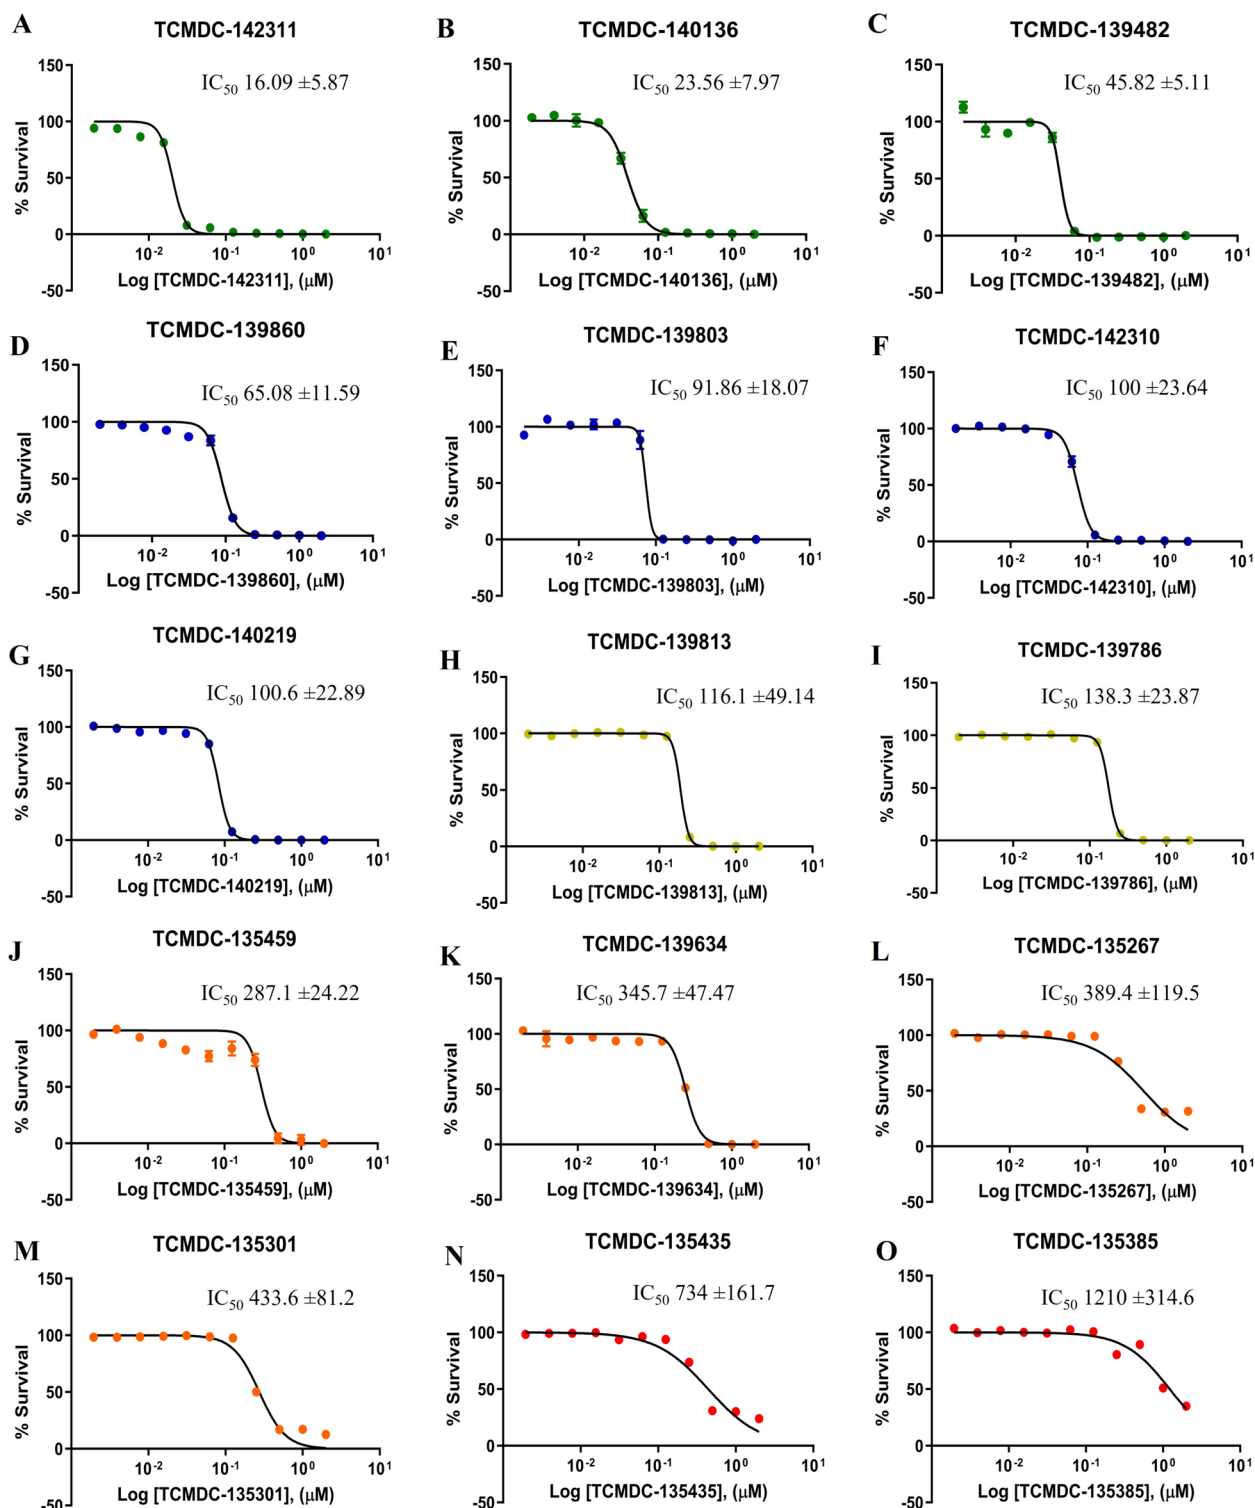 A
TCMDC-142311
IC50 16.09 ±5.87
150
100
50
0
-50
% Survival
10-2
10-1
100
101
Log [TCMDC-142311], (μM)
B
TCMDC-140136
IC50 23.56 ±7.97
150
100
50
0
-50
% Survival
10-2
10-1
100
101
Log [TCMDC-140136], (μM)
C
TCMDC-139482
IC50 45.82 ±5.11
150
100
50
0
-50
% Survival
10-2
10-1
100
101
Log [TCMDC-139482], (μM)
D
TCMDC-139860
IC50 65.08 ±11.59
150
100
50
0
-50
% Survival
10-2
10-1
100
101
Log [TCMDC-139860], (μM)
E
TCMDC-139803
IC50 91.86 ±18.07
150
100
50
0
-50
% Survival
10-2
10-1
100
101
Log [TCMDC-139803], (μM)
F
TCMDC-142310
IC50 100 ±23.64
150
100
50
0
-50
% Survival
10-2
10-1
100
101
Log [TCMDC-142310], (μM)
G
TCMDC-140219
IC50 100.6 ±22.89
150
100
50
0
-50
% Survival
10-2
10-1
100
101
Log [TCMDC-140219], (μM)
H
TCMDC-139813
IC50 116.1 ±49.14
150
100
50
0
-50
% Survival
10-2
10-1
100
101
Log [TCMDC-139813], (μM)
I
TCMDC-139786
IC50 138.3 ±23.87
150
100
50
0
-50
% Survival
10-2
10-1
100
101
Log [TCMDC-139786], (μM)
J
TCMDC-135459
IC50 287.1 ±24.22
150
100
50
0
-50
% Survival
10-2
10-1
100
101
Log [TCMDC-135459], (μM)
K
TCMDC-139634
IC50 345.7 ±47.47
150
100
50
0
-50
% Survival
10-2
10-1
100
101
Log [TCMDC-139634], (μM)
L
TCMDC-135267
IC50 389.4 ±119.5
150
100
50
0
-50
% Survival
10-2
10-1
100
101
Log [TCMDC-135267], (μM)
M
TCMDC-135301
IC50 433.6 ±81.2
150
100
50
0
-50
% Survival
10-2
10-1
100
101
Log [TCMDC-135301], (μM)
N
TCMDC-135435
IC50 734 ±161.7
150
100
50
0
-50
% Survival
10-2
10-1
100
101
Log [TCMDC-135435], (μM)
O
TCMDC-135385
IC50 1210 ±314.6
150
100
50
0
-50
% Survival
10-2
10-1
100
101
Log [TCMDC-135385], (μM)